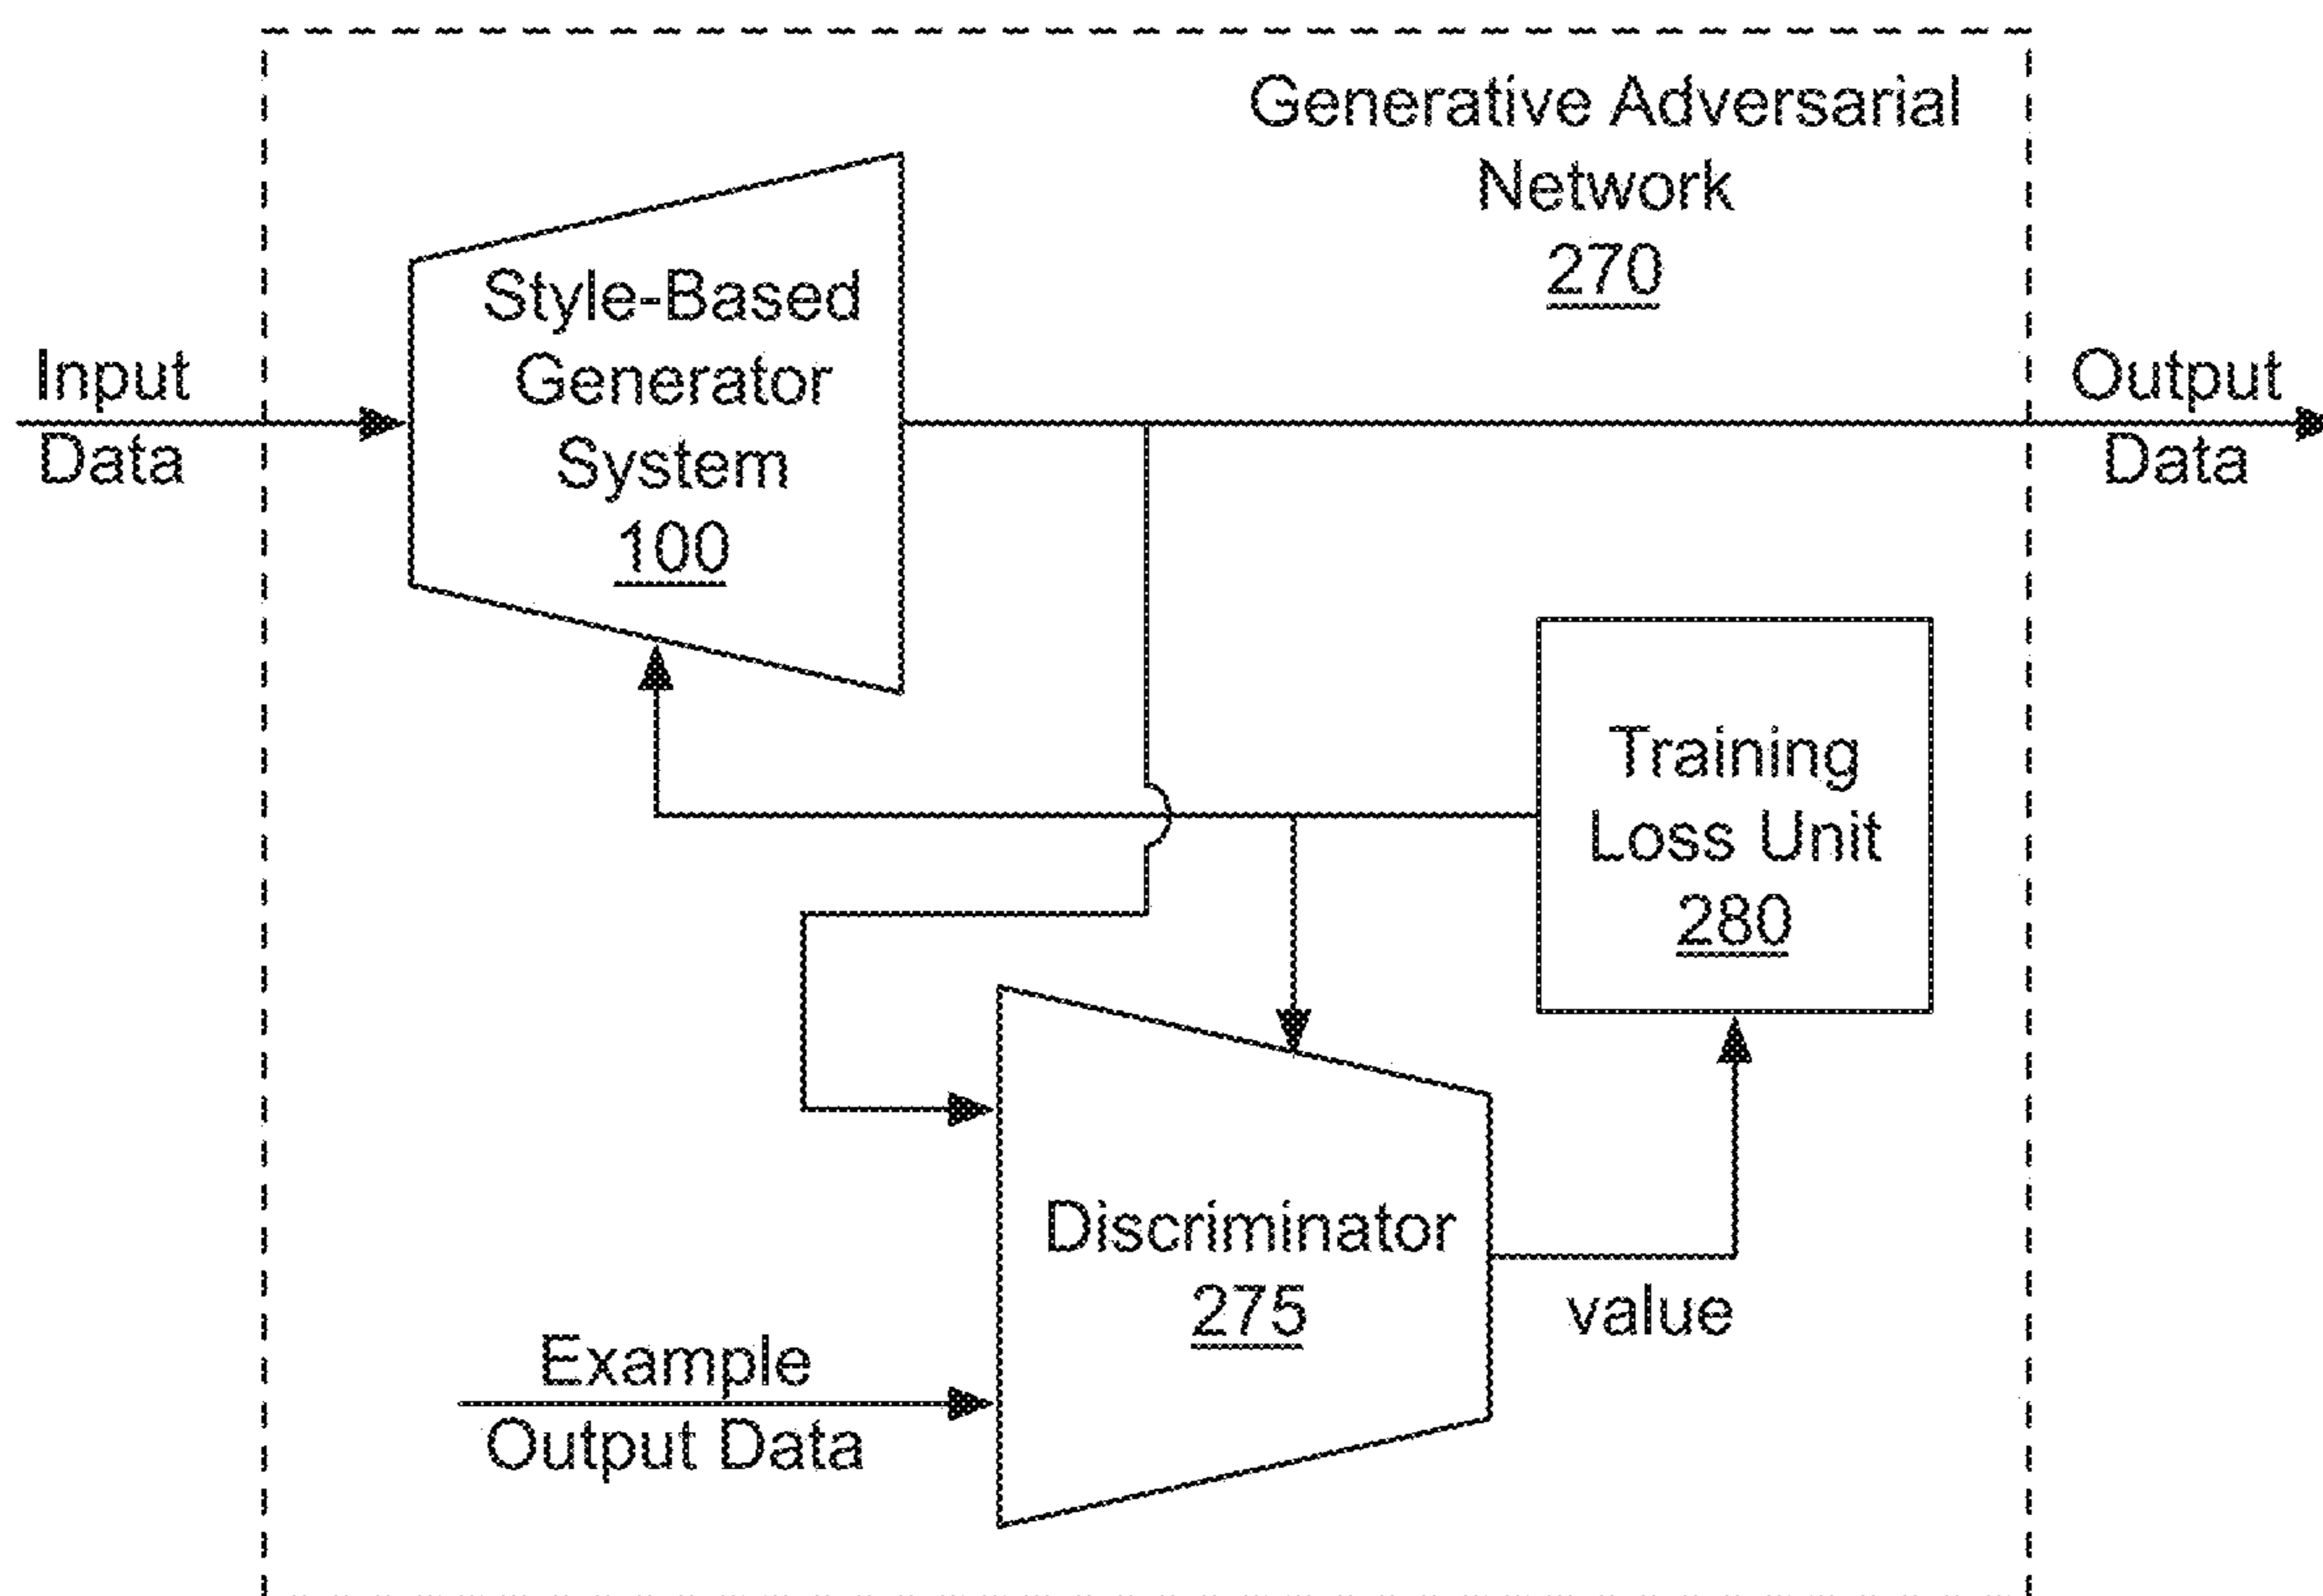 Generative Adversarial
Network
270
Style-Based
Generator
System
100
Input
Data
Output
Data
Training
Loss Unit
280
Discriminator
275
value
Example
Output Data